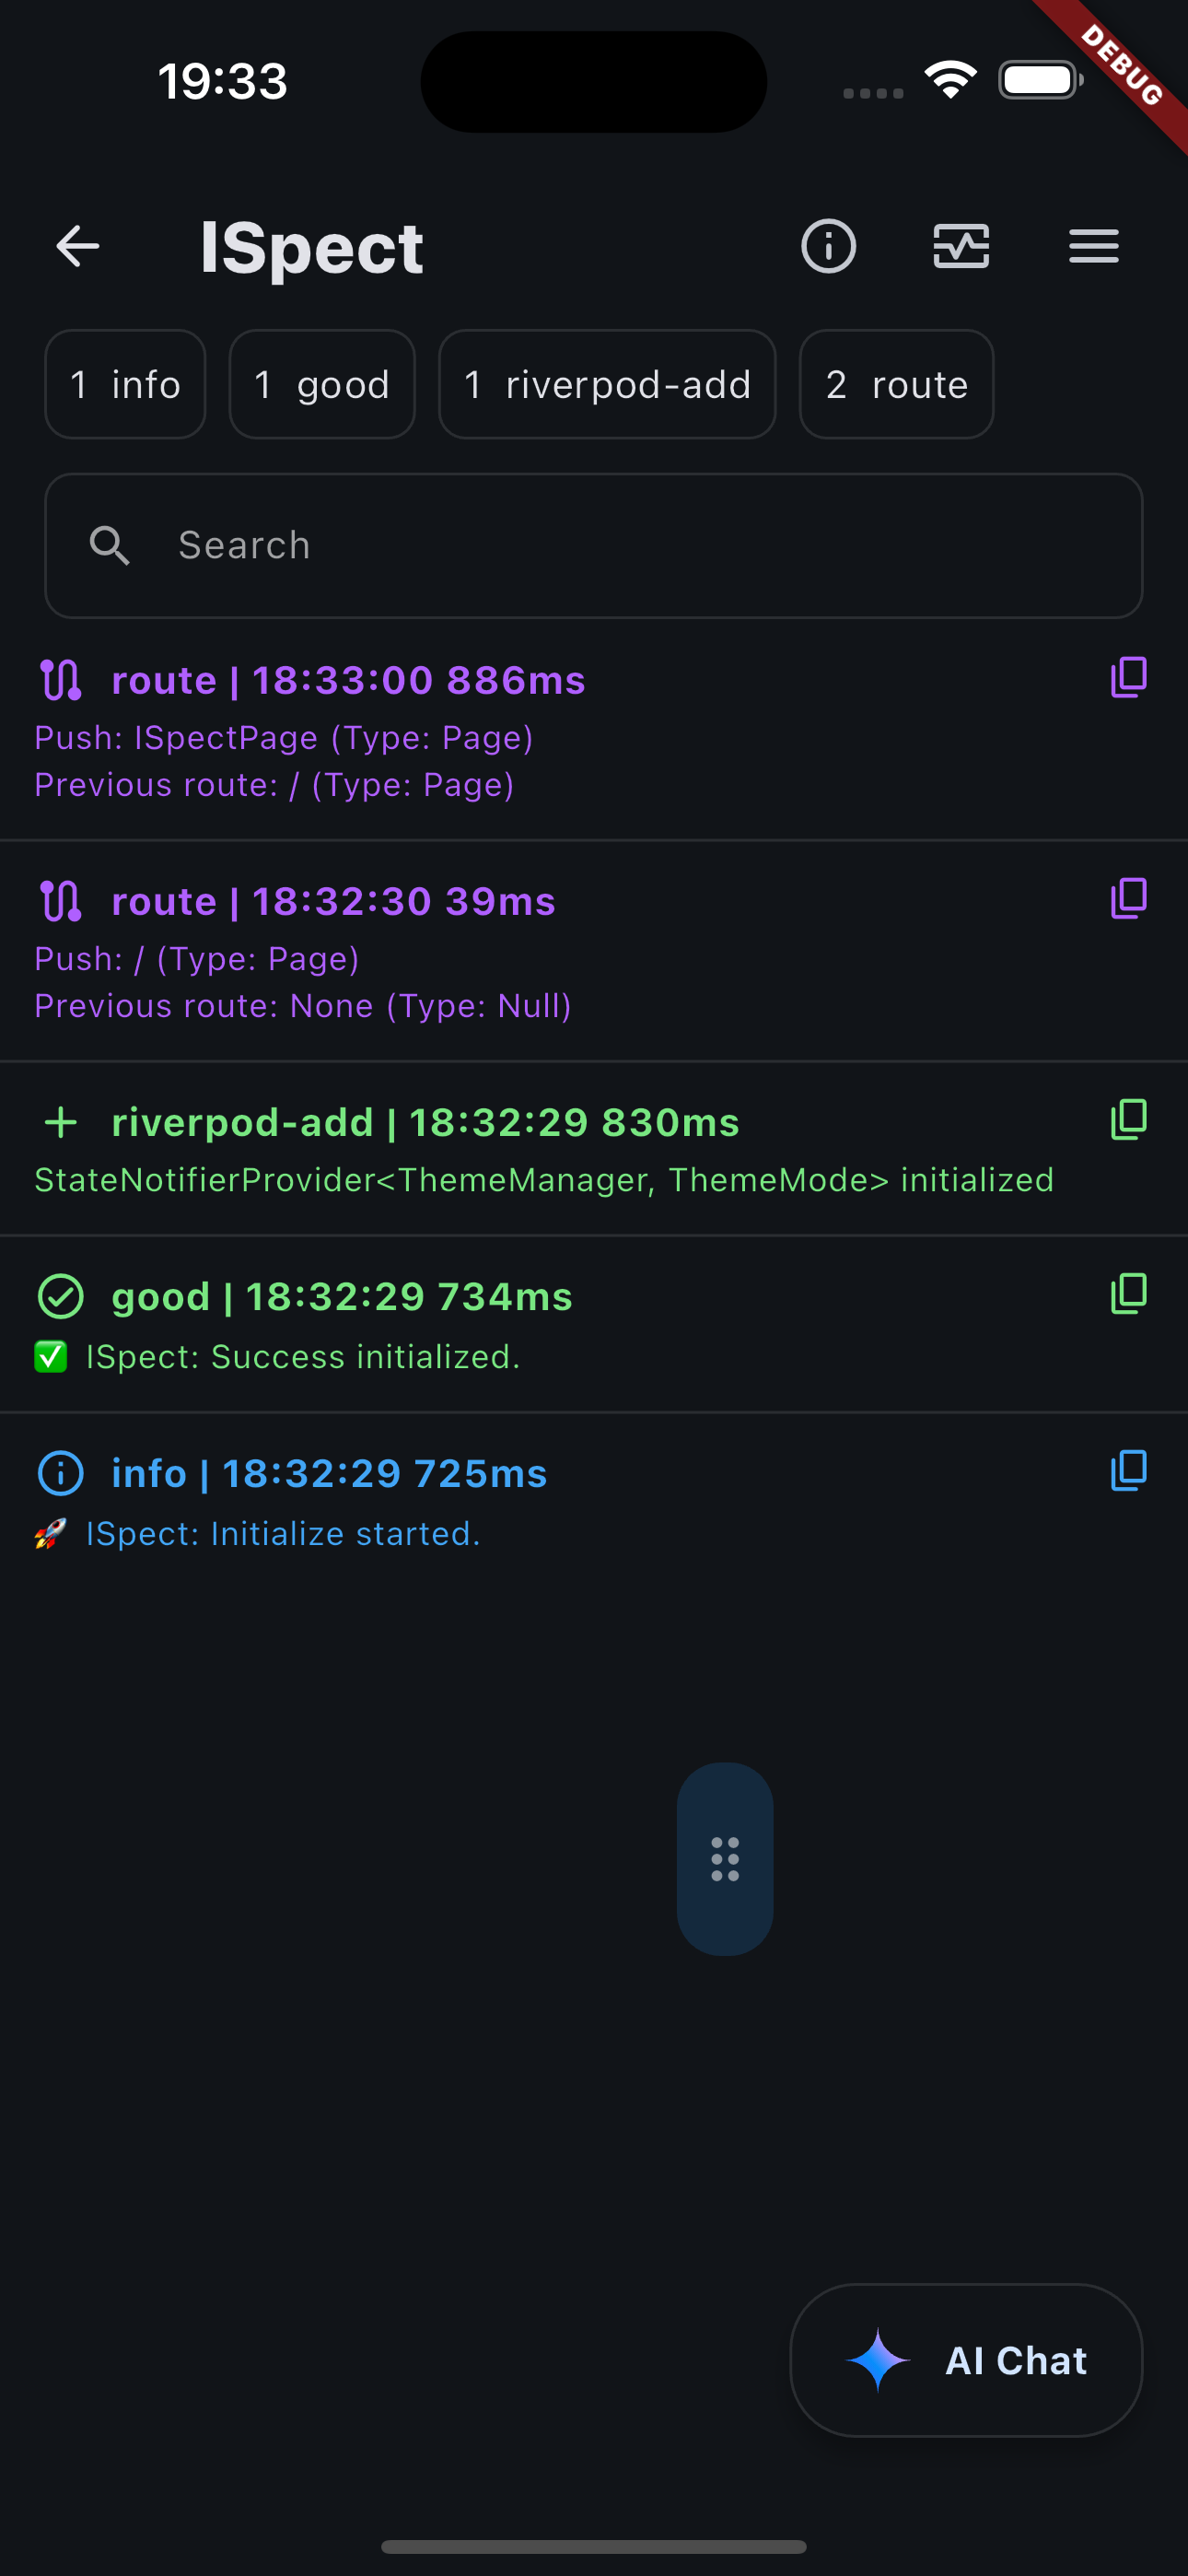 19:33
DEBUG
ISpect
1 info
1 good
1 riverpod-add
2 route
Search
route | 18:33:00 886ms
Push: ISpectPage (Type: Page)
Previous route: / (Type: Page)
route | 18:32:30 39ms
Push: / (Type: Page)
Previous route: None (Type: Null)
riverpod-add | 18:32:29 830ms
StateNotifierProvider<ThemeManager, ThemeMode> initialized
good | 18:32:29 734ms
✅ ISpect: Success initialized.
info | 18:32:29 725ms
🚀 ISpect: Initialize started.
AI Chat